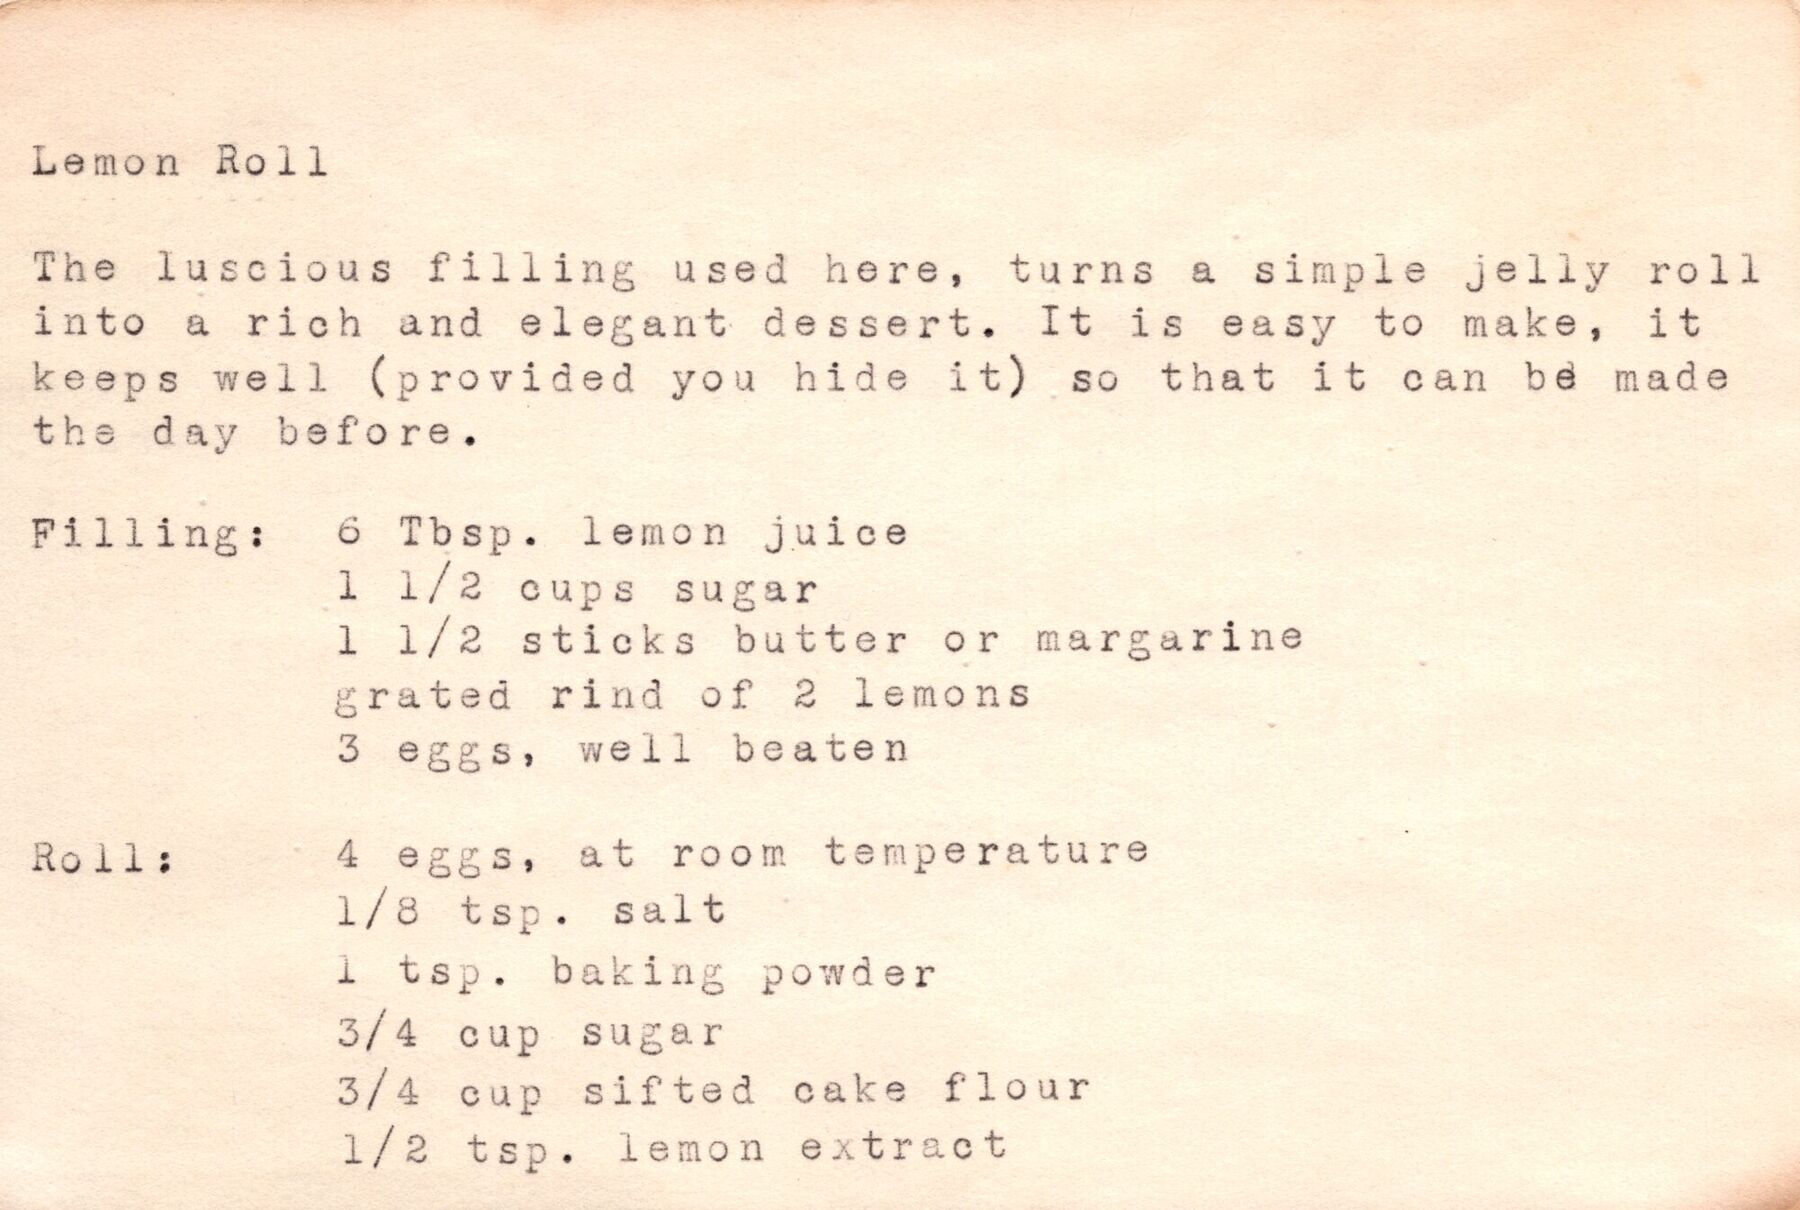 Lemon Roll
The luscious filling used here, turns a simple jelly roll
into a rich and elegant dessert. It is easy to make, it
keeps well (provided you hide it) so that it can be made
the day before.
Filling: 6 Tbsp. lemon juice
1 1/2 cups sugar
1 1/2 sticks butter or margarine
grated rind of 2 lemons
3 eggs, well beaten
Roll: 4 eggs, at room temperature
1/8 tsp. salt
1 tsp. baking powder
3/4 cup sugar
3/4 cup sifted cake flour
1/2 tsp. lemon extract